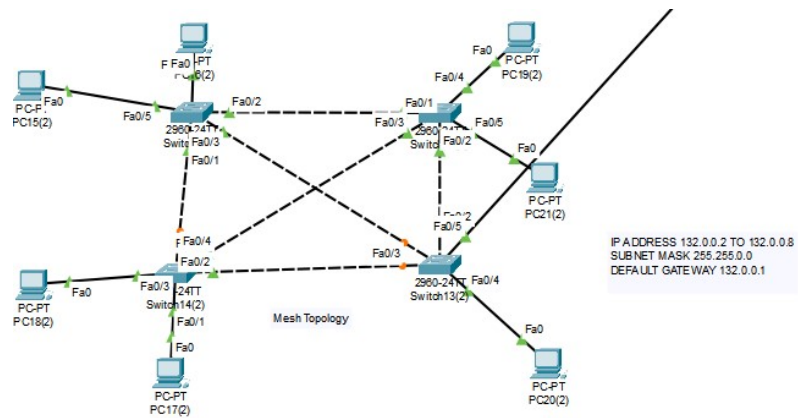 Fa0
-PT
Fa0
PC-PT
PC15(2)
Fa0/5
Fa0/2
2960-24TT
Fa0/3
Fa0/1
Fa0
PC-PT
PC19(2)
Fa0/4
Fa0/1
Fa0/3
Fa0/5
Fa0/2
Fa0
PC-PT
PC21(2)
Fa0/5
Fa0/3
2960-24TT
Switch13(2)
Fa0/4
Fa0
PC-PT
PC20(2)
Fa0/4
Fa0/2
Fa0/3
-24TT
Switch14(2)
Fa0
PC-PT
PC18(2)
Fa0/1
Fa0
PC-PT
PC17(2)
Mesh Topology
IP ADDRESS 132.0.0.2 TO 132.0.0.8
SUBNET MASK 255.255.0.0
DEFAULT GATEWAY 132.0.0.1